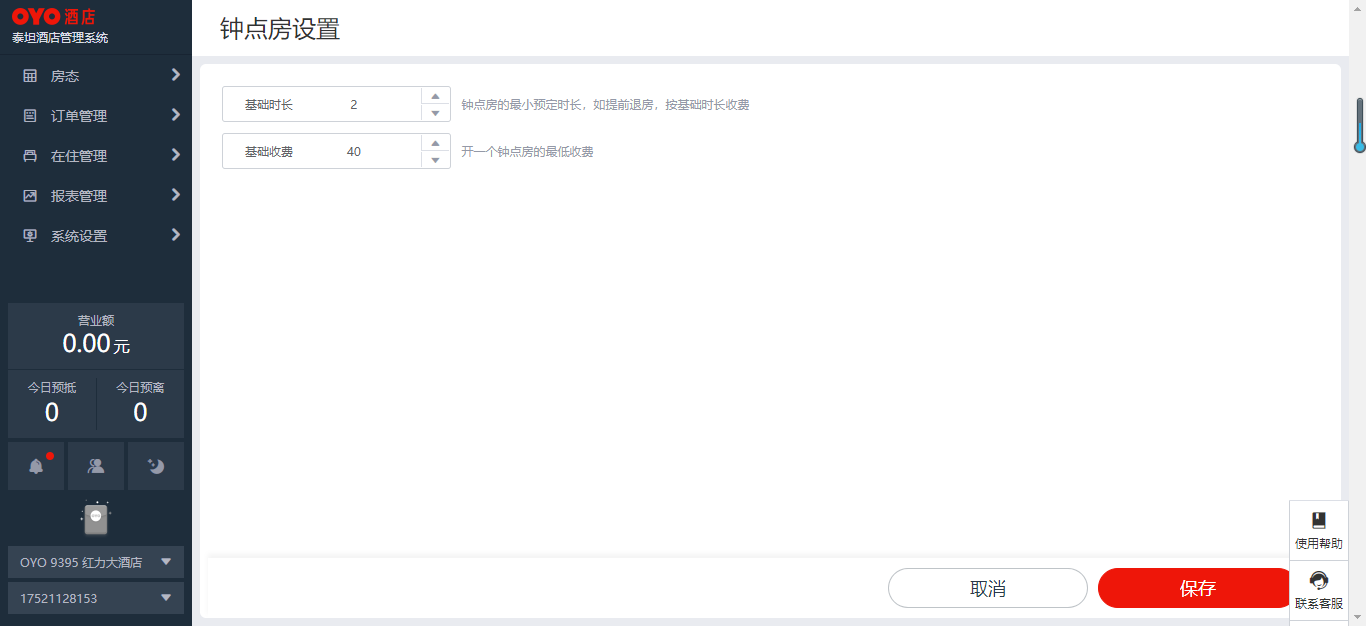 OYO 酒店
泰坦酒店管理系统
房态
订单管理
在住管理
报表管理
系统设置
营业额
0.00元
今日预抵 今日预离
0 0
OYO 9395 红力大酒店
17521128153
钟点房设置
基础时长 2 钟点房的最小预定时长，如提前退房，按基础时长收费
基础收费 40 开一个钟点房的最低收费
取消 保存
使用帮助
联系客服